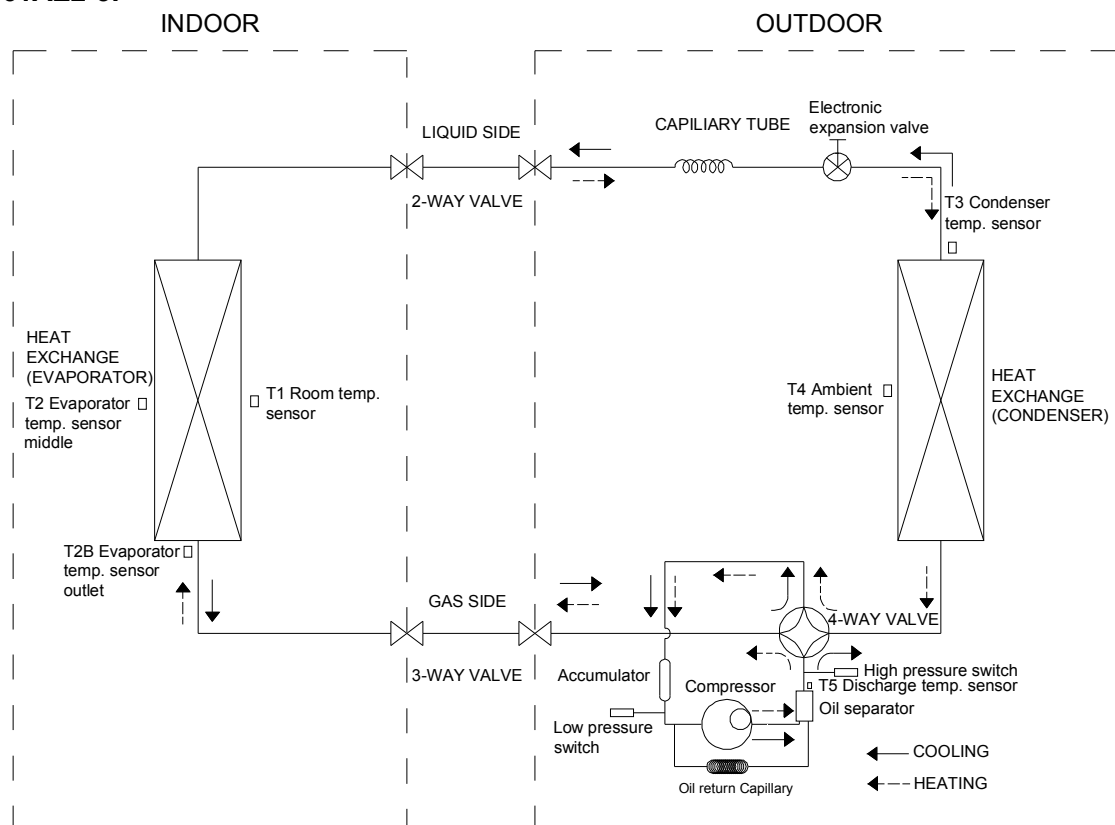 INDOOR
OUTDOOR
LIQUID SIDE
CAPILIARY TUBE
Electronic
expansion valve
2-WAY VALVE
T3 Condenser
temp. sensor
HEAT
EXCHANGE
(EVAPORATOR)
T2 Evaporator
temp. sensor
middle
T1 Room temp.
sensor
T4 Ambient
temp. sensor
HEAT
EXCHANGE
(CONDENSER)
T2B Evaporator
temp. sensor
outlet
GAS SIDE
3-WAY VALVE
4-WAY VALVE
Accumulator
Compressor
High pressure switch
T5 Discharge temp. sensor
Oil separator
Low pressure
switch
Oil return Capillary
COOLING
HEATING